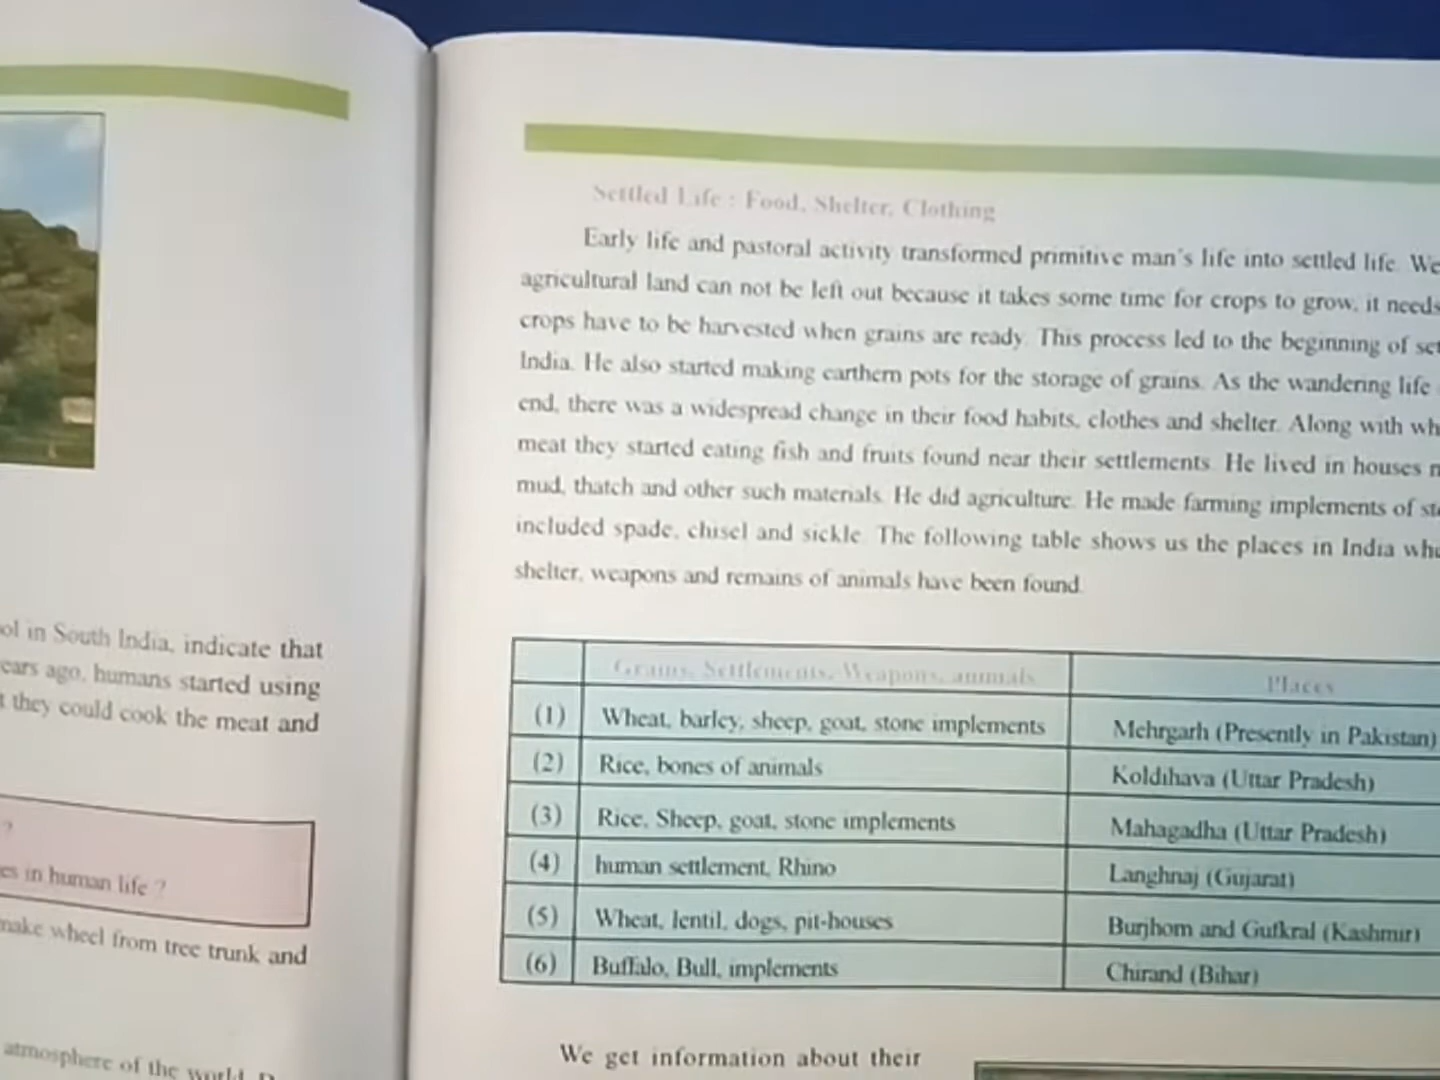 ol in South India, indicate that
ears ago, humans started using
t they could cook the meat and
?
es in human life ?
make wheel from tree trunk and
atmosphere of the world.
Settled Life : Food, Shelter, Clothing
Early life and pastoral activity transformed primitive man's life into settled life. We
agricultural land can not be left out because it takes some time for crops to grow, it needs
crops have to be harvested when grains are ready. This process led to the beginning of set
India. He also started making earthern pots for the storage of grains. As the wandering life
end, there was a widespread change in their food habits, clothes and shelter. Along with wh
meat they started eating fish and fruits found near their settlements. He lived in houses
mud, thatch and other such materials. He did agriculture. He made farming implements of st
included spade, chisel and sickle. The following table shows us the places in India
shelter, weapons and remains of animals have been found.
Grains, Settlements, Weapons, animals Places
(1) Wheat, barley, sheep, goat, stone implements Mehrgarh (Presently in Pakistan)
(2) Rice, bones of animals Koldihava (Uttar Pradesh)
(3) Rice, Sheep, goat, stone implements Mahagadha (Uttar Pradesh)
(4) human settlement, Rhino Langhnaj (Gujarat)
(5) Wheat, lentil, dogs, pit-houses Burjhom and Gufkral (Kashmir)
(6) Buffalo, Bull, implements Chirand (Bihar)
We get information about their